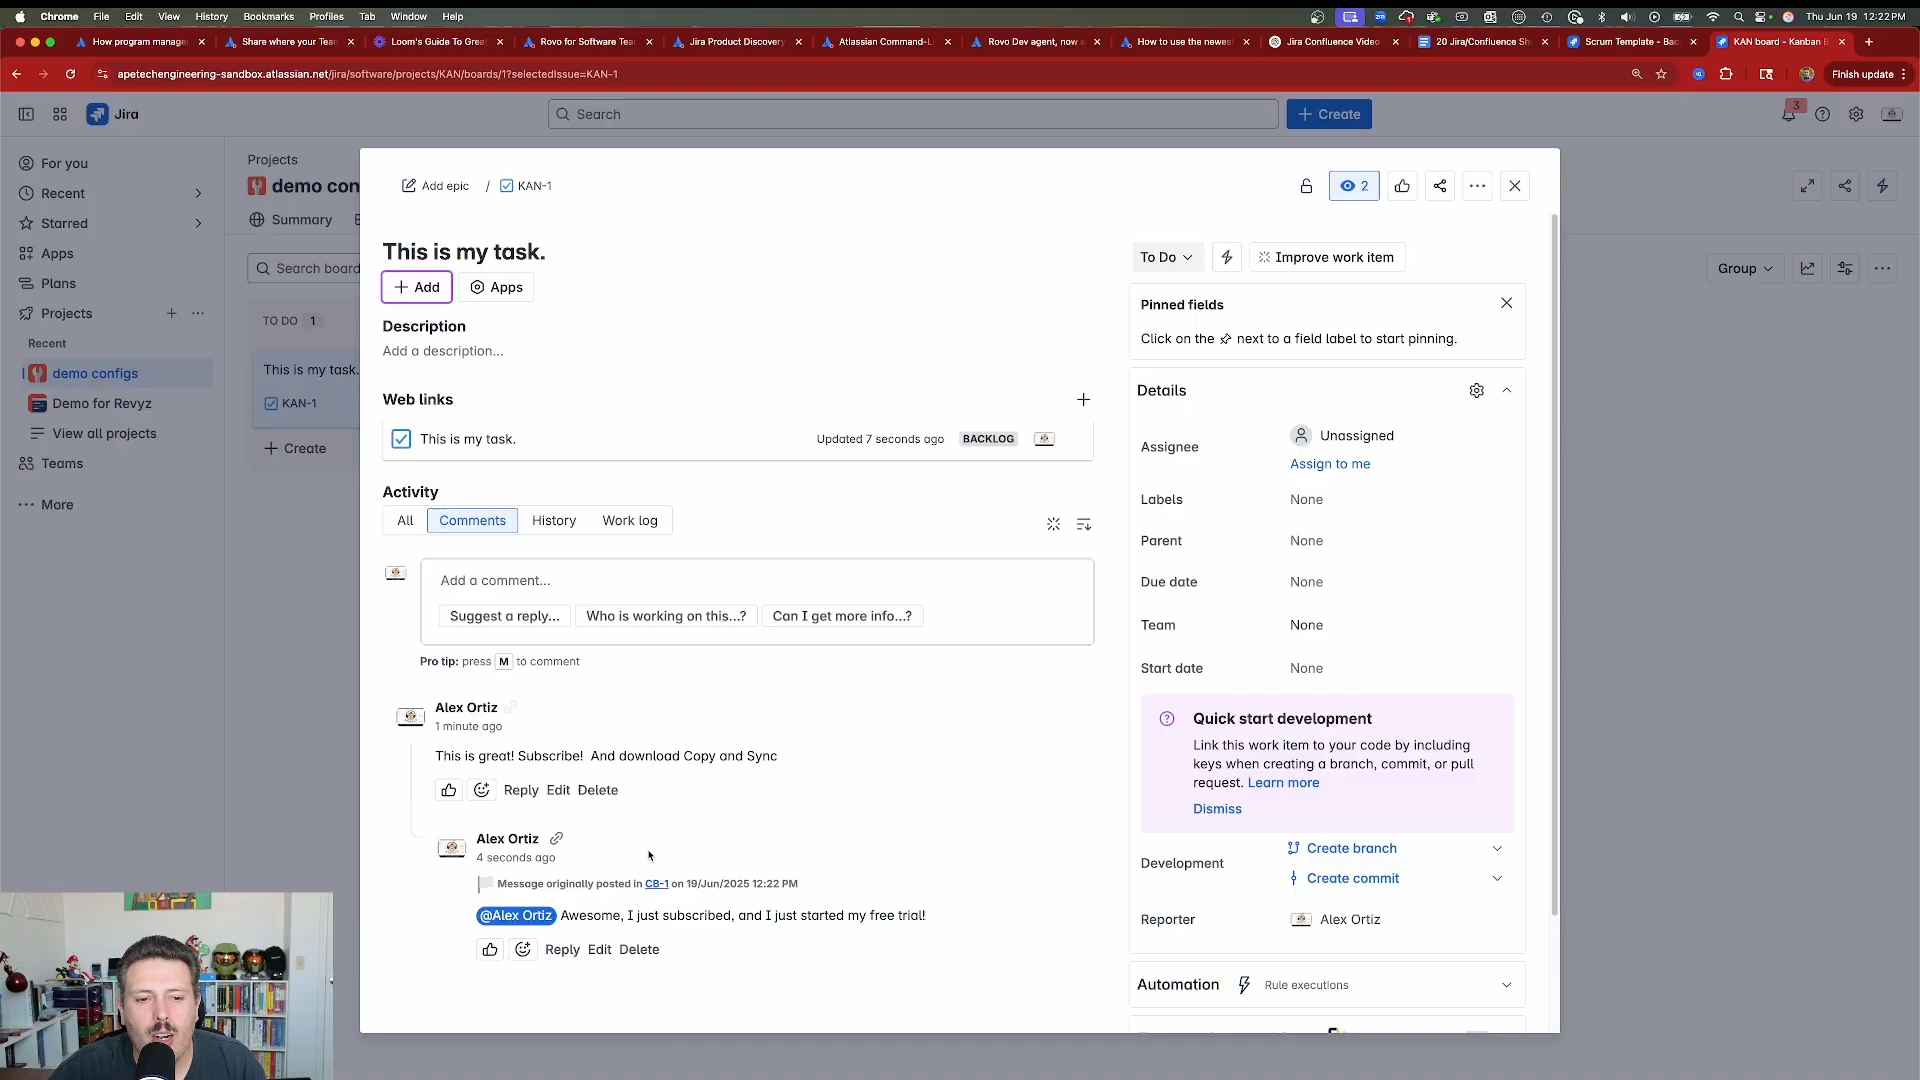 Chrome File Edit View History Bookmarks Profiles Tab Window Help
Thu Jun 19 12:22 PM
How program manage
Share where your Tean
Loom's Guide To Grea
Rovo for Software Tea
Jira Product Discovery
Atlassian Command-Li
Rovo Dev agent, now a
How to use the newes
Jira Confluence Video
20 Jira/Confluence Sh
Scrum Template - Bac
KAN board - Kanban B
apetechengineering-sandbox.atlassian.net/jira/software/projects/KAN/boards/1?selectedIssue=KAN-1
Finish update
Jira
Search
Create
3
For you
Recent
Starred
Apps
Plans
Projects
Recent
demo configs
Demo for Revyz
View all projects
Teams
More
Projects
demo con
Summary
Search board
TO DO 1
This is my task.
KAN-1
Create
Group
Add epic / KAN-1
2
This is my task.
Add
Apps
Description
Add a description...
Web links
This is my task.
Updated 7 seconds ago
BACKLOG
Activity
All Comments History Work log
Add a comment...
Suggest a reply...
Who is working on this...?
Can I get more info...?
Pro tip: press M to comment
Alex Ortiz
1 minute ago
This is great! Subscribe! And download Copy and Sync
Reply Edit Delete
Alex Ortiz
4 seconds ago
Message originally posted in CB-1 on 19/Jun/2025 12:22 PM
@Alex Ortiz Awesome, I just subscribed, and I just started my free trial!
Reply Edit Delete
To Do
Improve work item
Pinned fields
Click on the next to a field label to start pinning.
Details
Assignee
Unassigned
Assign to me
Labels None
Parent None
Due date None
Team None
Start date None
Quick start development
Link this work item to your code by including
keys when creating a branch, commit, or pull
request. Learn more
Dismiss
Development
Create branch
Create commit
Reporter
Alex Ortiz
Automation
Rule executions